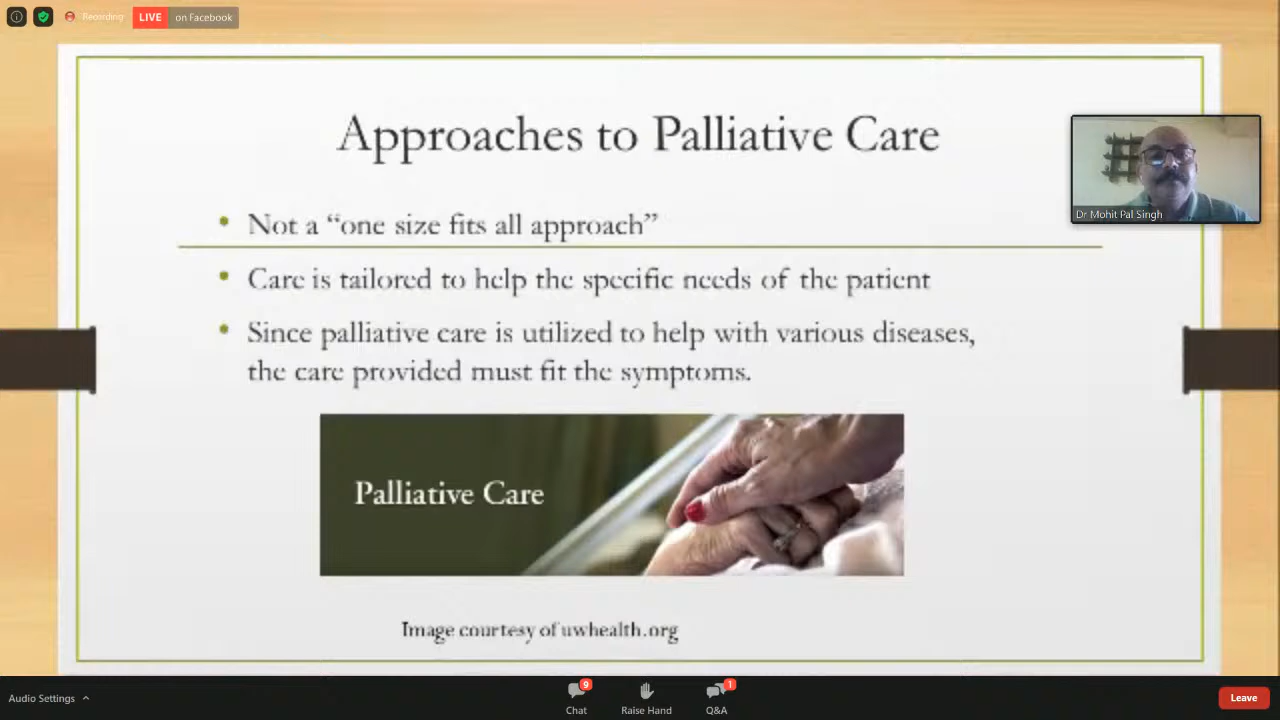 Recording
LIVE on Facebook
Approaches to Palliative Care
Dr Mohit Pal Singh
• Not a “one size fits all approach”
• Care is tailored to help the specific needs of the patient
• Since palliative care is utilized to help with various diseases,
the care provided must fit the symptoms.
Palliative Care
Image courtesy of uwhealth.org
Audio Settings
9
Chat
Raise Hand
1
Q&A
Leave